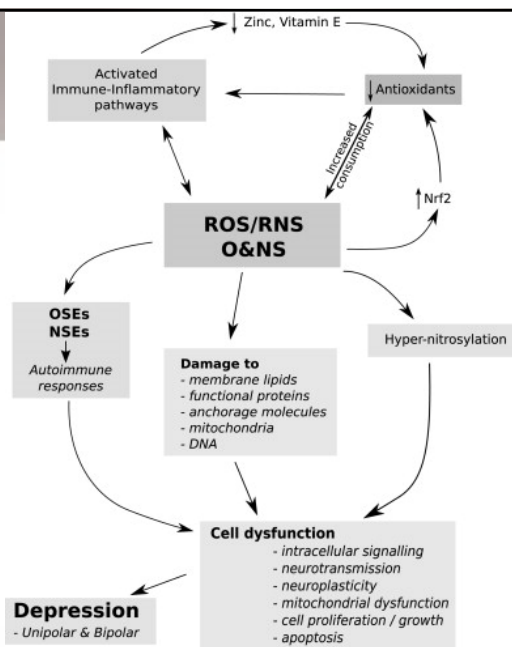 ↓ Zinc, Vitamin E
Activated
Immune-Inflammatory
pathways
↓ Antioxidants
Increased
consumption
↑ Nrf2
ROS/RNS
O&NS
OSEs
NSEs
Autoimmune
responses
Damage to
- membrane lipids
- functional proteins
- anchorage molecules
- mitochondria
- DNA
Hyper-nitrosylation
Cell dysfunction
- intracellular signalling
- neurotransmission
- neuroplasticity
- mitochondrial dysfunction
- cell proliferation / growth
- apoptosis
Depression
- Unipolar & Bipolar